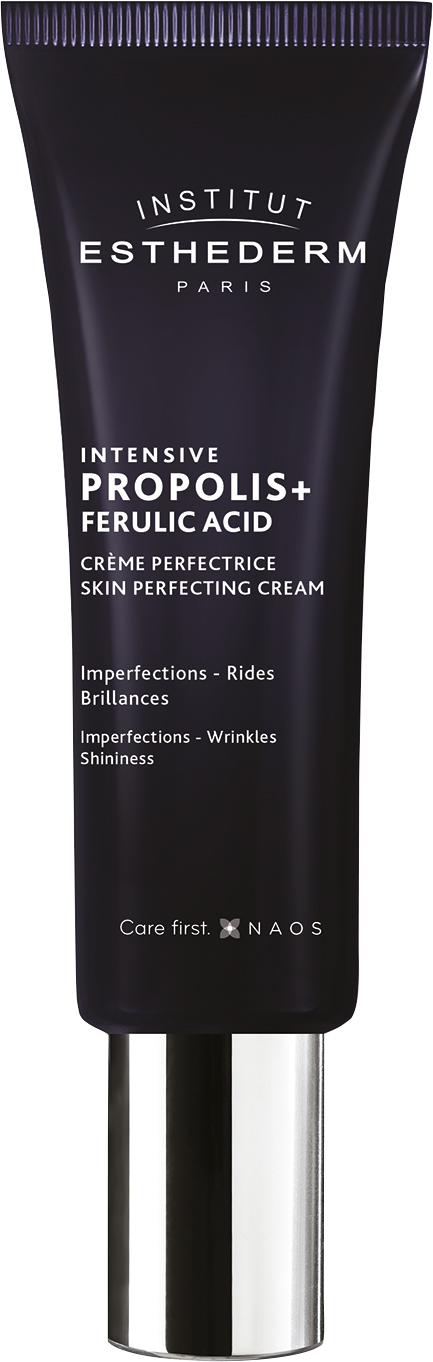 INSTITUT
ESTHEDERM
PARIS
INTENSIVE
PROPOLIS+
FERULIC ACID
CRÈME PERFECTRICE
SKIN PERFECTING CREAM
Imperfections - Rides
Brillances
Imperfections - Wrinkles
Shininess
Care first. NAOS